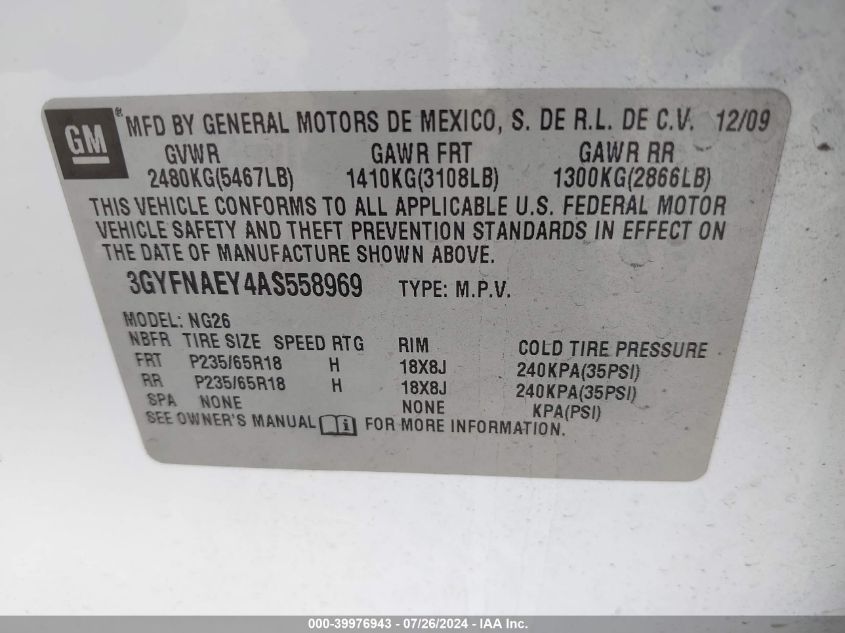 GM® MFD BY GENERAL MOTORS DE MEXICO, S. DE R.L. DE C.V. 12/09
GVWR GAWR FRT GAWR RR
2480KG(5467LB) 1410KG(3108LB) 1300KG(2866LB)
THIS VEHICLE CONFORMS TO ALL APPLICABLE U.S. FEDERAL MOTOR
VEHICLE SAFETY AND THEFT PREVENTION STANDARDS IN EFFECT ON
THE DATE OF MANUFACTURE SHOWN ABOVE.
3GYFNAEY4AS558969 TYPE: M.P.V.
MODEL: NG26
NBFR TIRE SIZE SPEED RTG RIM COLD TIRE PRESSURE
FRT P235/65R18 H 18X8J 240KPA(35PSI)
RR P235/65R18 H 18X8J 240KPA(35PSI)
SPA NONE NONE KPA(PSI)
SEE OWNER'S MANUAL i FOR MORE INFORMATION.
000-39976943 - 07/26/2024 - IAA Inc.